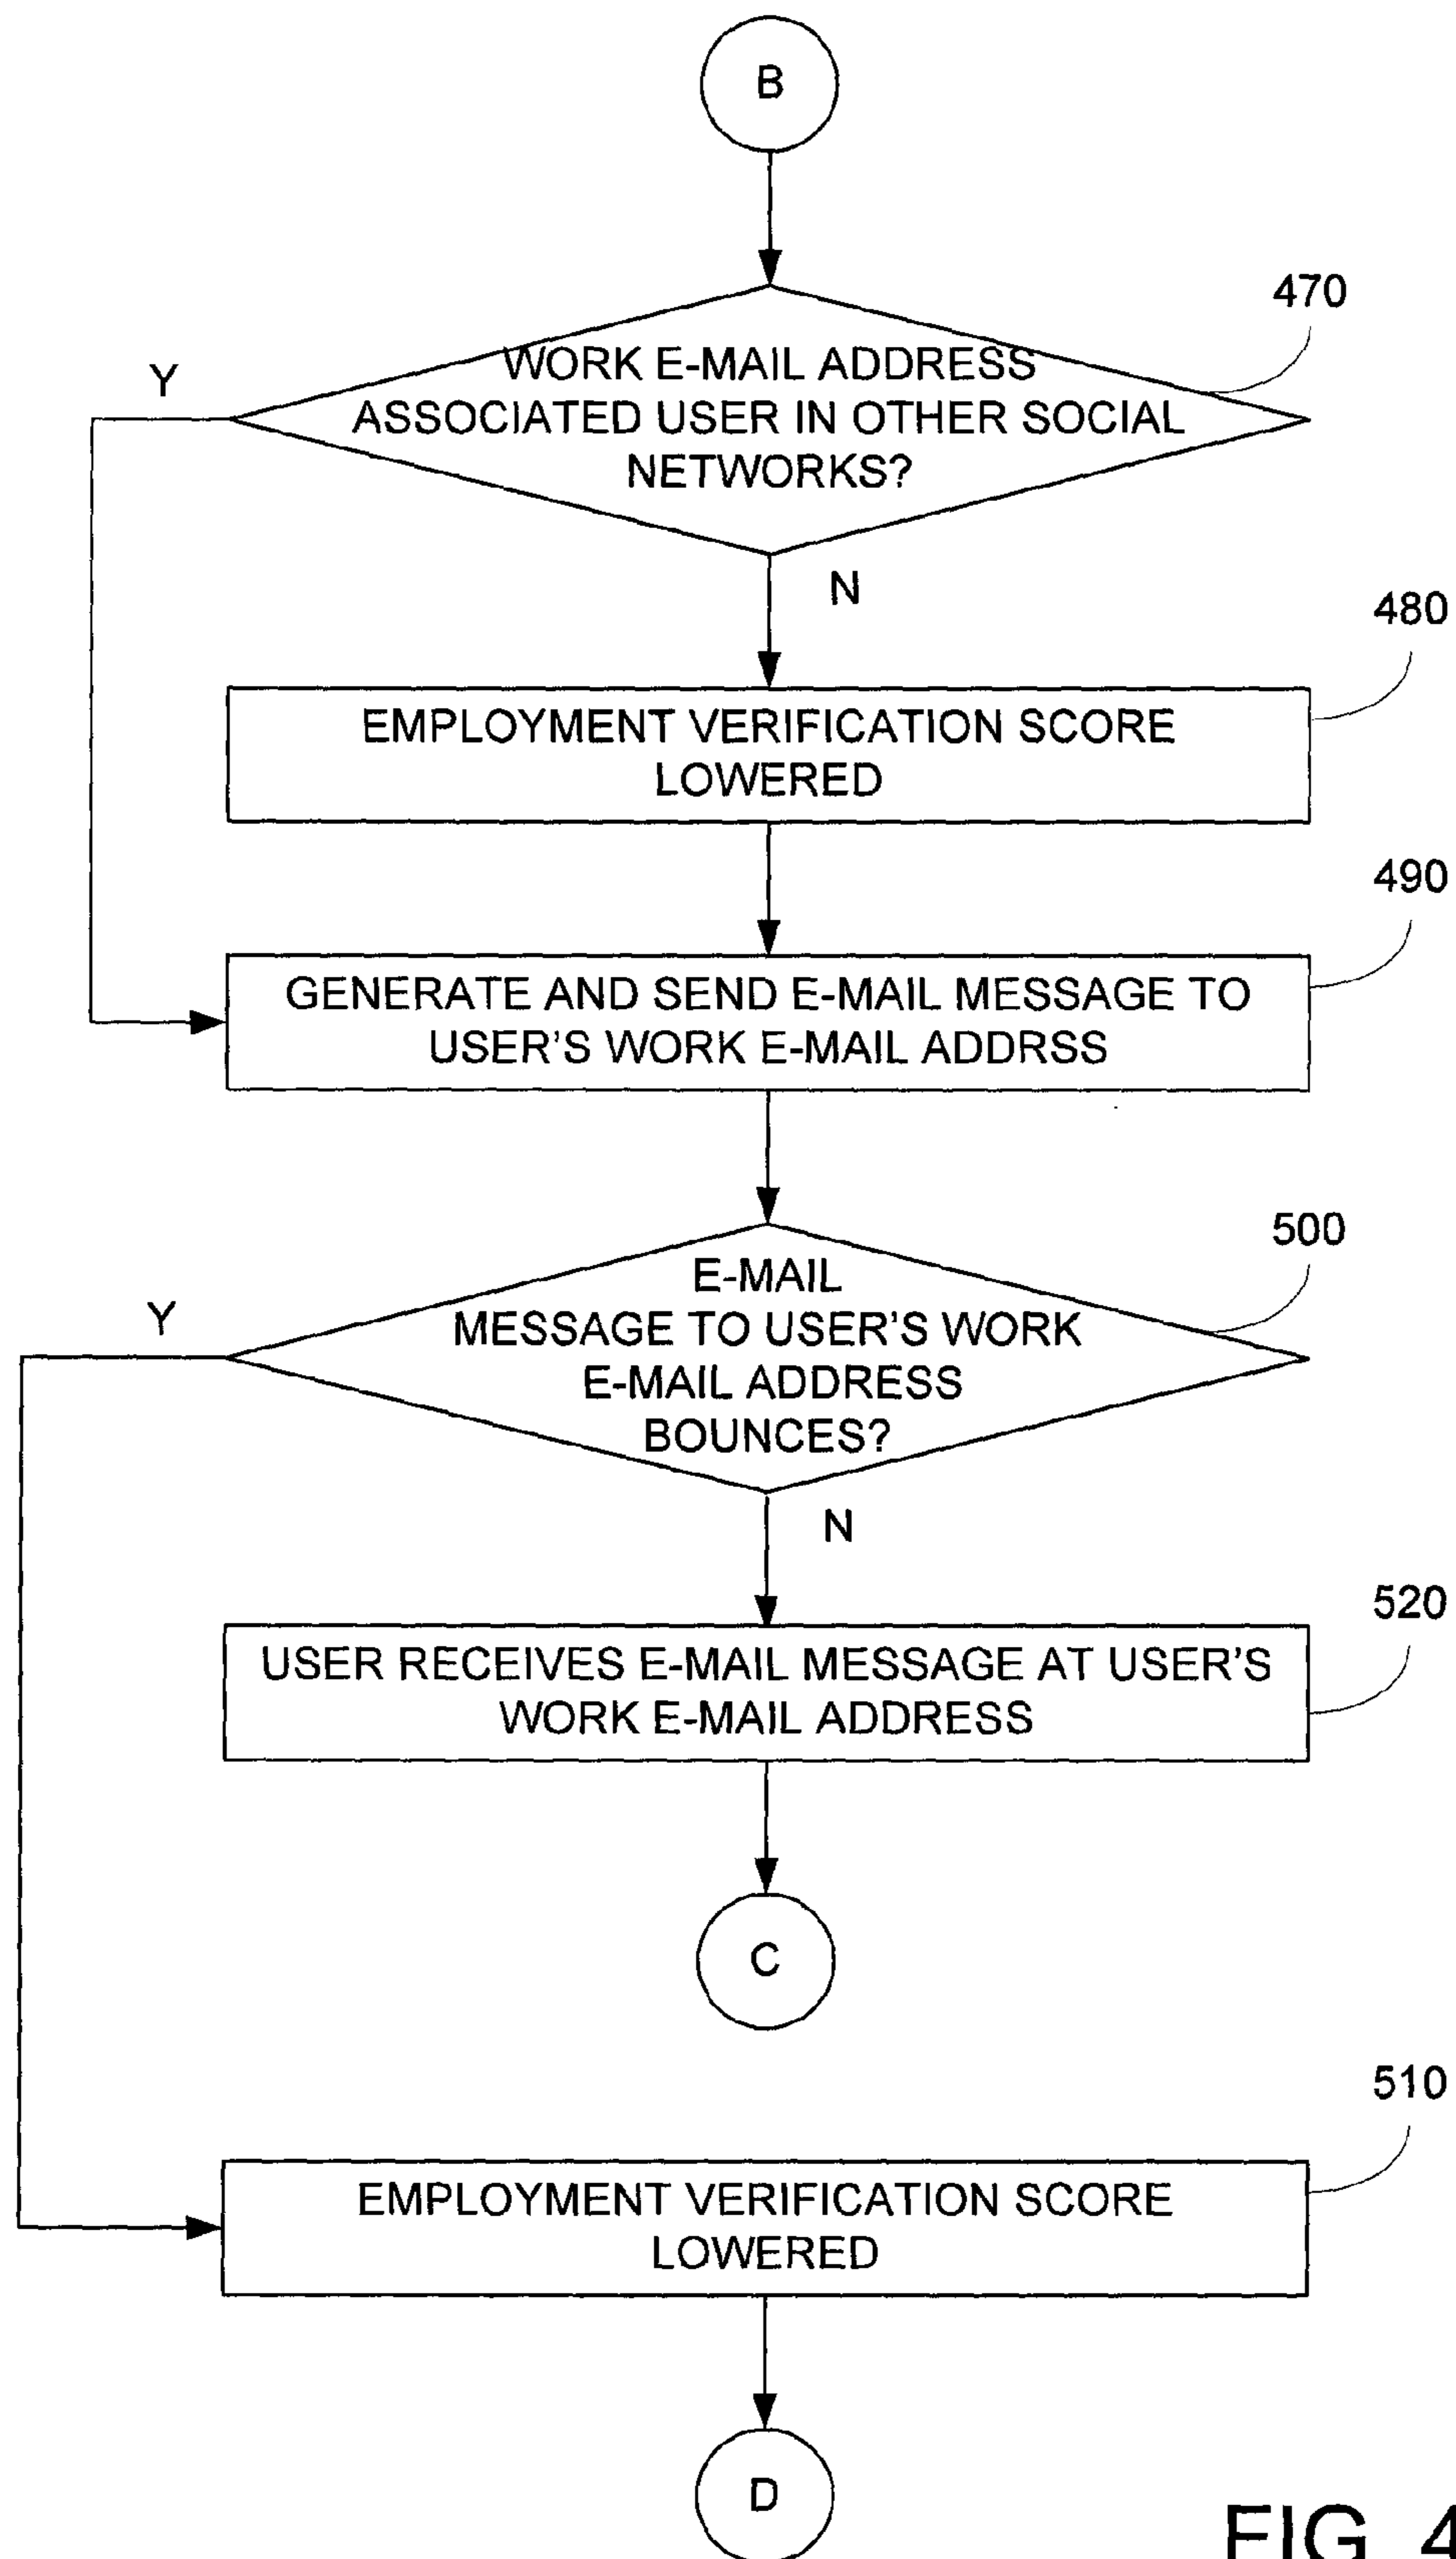 B
470
Y
WORK E-MAIL ADDRESS
ASSOCIATED USER IN OTHER SOCIAL
NETWORKS?
N
480
EMPLOYMENT VERIFICATION SCORE
LOWERED
490
GENERATE AND SEND E-MAIL MESSAGE TO
USER'S WORK E-MAIL ADDRSS
500
Y
E-MAIL
MESSAGE TO USER'S WORK
E-MAIL ADDRESS
BOUNCES?
N
520
USER RECEIVES E-MAIL MESSAGE AT USER'S
WORK E-MAIL ADDRESS
C
510
EMPLOYMENT VERIFICATION SCORE
LOWERED
D
FIG. 4